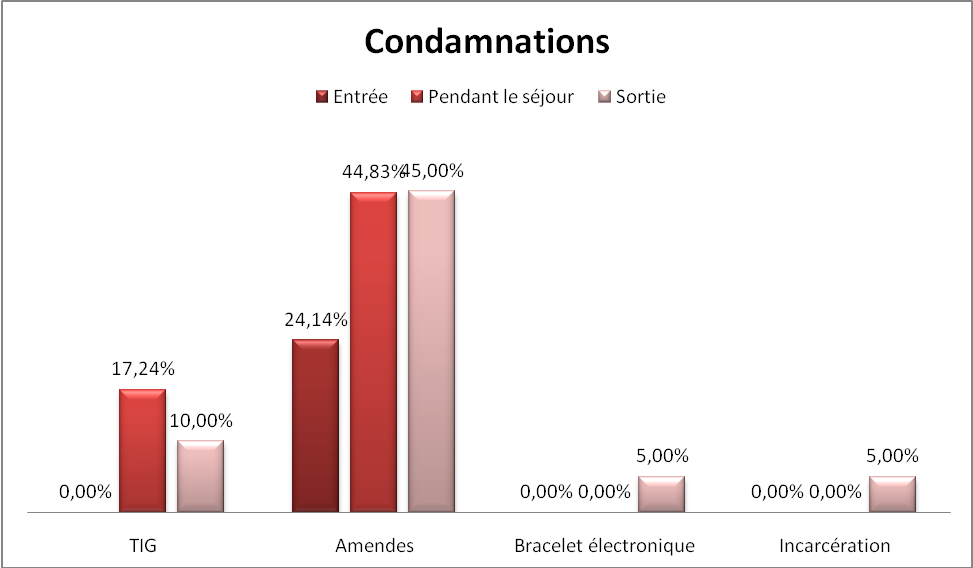 Condamnations
Entrée Pendant le séjour Sortie
44,83% 45,00%
24,14%
17,24%
10,00%
5,00% 5,00%
0,00% 0,00% 0,00% 0,00% 0,00%
TIG Amendes Bracelet électronique Incarcération